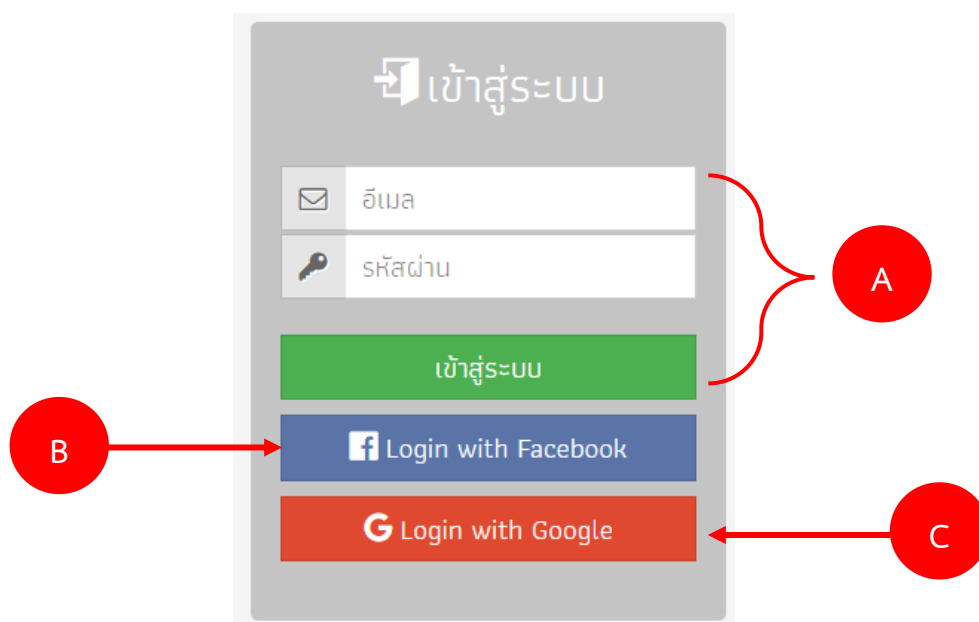 เข้าสู่ระบบ
อีเมล
รหัสผ่าน
A
เข้าสู่ระบบ
B
Login with Facebook
Login with Google
C